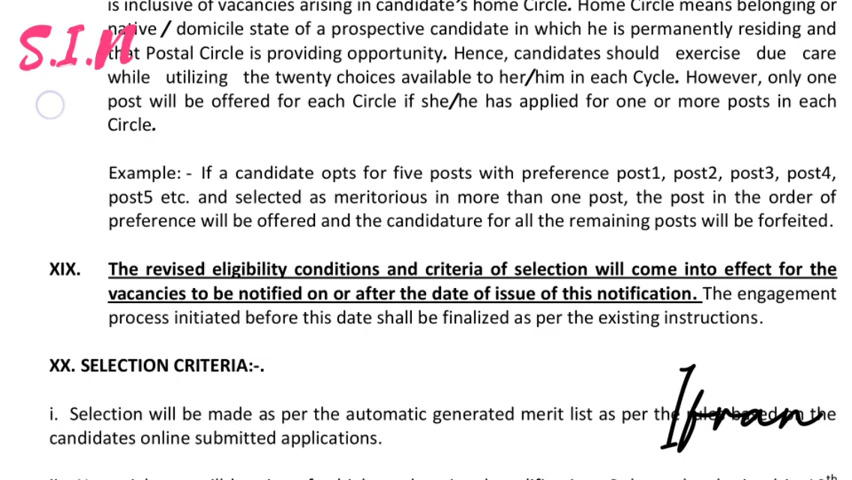 is inclusive of vacancies arising in candidate's home Circle. Home Circle means belonging or
S.I.M
native / domicile state of a prospective candidate in which he is permanently residing and
that Postal Circle is providing opportunity. Hence, candidates should exercise due care
while utilizing the twenty choices available to her/him in each Cycle. However, only one
post will be offered for each Circle if she/he has applied for one or more posts in each
Circle.
Example: - If a candidate opts for five posts with preference post1, post2, post3, post4,
post5 etc. and selected as meritorious in more than one post, the post in the order of
preference will be offered and the candidature for all the remaining posts will be forfeited.
XIX. The revised eligibility conditions and criteria of selection will come into effect for the
vacancies to be notified on or after the date of issue of this notification. The engagement
process initiated before this date shall be finalized as per the existing instructions.
XX. SELECTION CRITERIA:-.
i. Selection will be made as per the automatic generated merit list as per the rules based on the
Ifran
candidates online submitted applications.